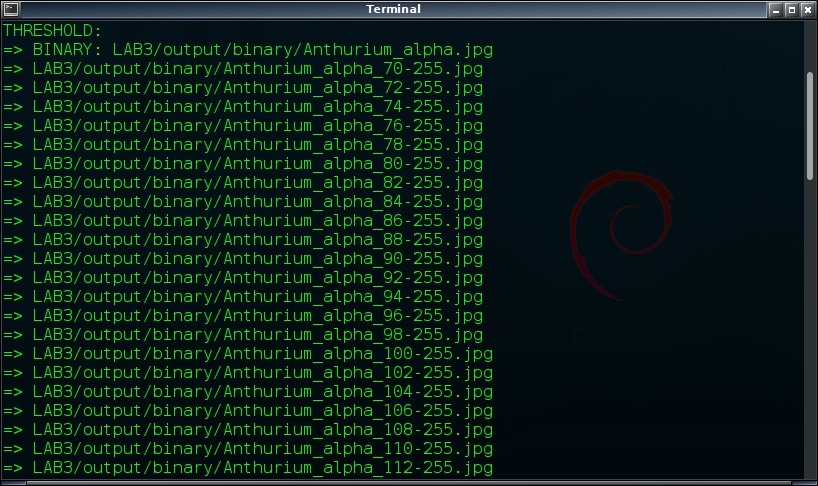 Terminal
THRESHOLD:
=> BINARY: LAB3/output/binary/Anthurium_alpha.jpg
=> LAB3/output/binary/Anthurium_alpha_70-255.jpg
=> LAB3/output/binary/Anthurium_alpha_72-255.jpg
=> LAB3/output/binary/Anthurium_alpha_74-255.jpg
=> LAB3/output/binary/Anthurium_alpha_76-255.jpg
=> LAB3/output/binary/Anthurium_alpha_78-255.jpg
=> LAB3/output/binary/Anthurium_alpha_80-255.jpg
=> LAB3/output/binary/Anthurium_alpha_82-255.jpg
=> LAB3/output/binary/Anthurium_alpha_84-255.jpg
=> LAB3/output/binary/Anthurium_alpha_86-255.jpg
=> LAB3/output/binary/Anthurium_alpha_88-255.jpg
=> LAB3/output/binary/Anthurium_alpha_90-255.jpg
=> LAB3/output/binary/Anthurium_alpha_92-255.jpg
=> LAB3/output/binary/Anthurium_alpha_94-255.jpg
=> LAB3/output/binary/Anthurium_alpha_96-255.jpg
=> LAB3/output/binary/Anthurium_alpha_98-255.jpg
=> LAB3/output/binary/Anthurium_alpha_100-255.jpg
=> LAB3/output/binary/Anthurium_alpha_102-255.jpg
=> LAB3/output/binary/Anthurium_alpha_104-255.jpg
=> LAB3/output/binary/Anthurium_alpha_106-255.jpg
=> LAB3/output/binary/Anthurium_alpha_108-255.jpg
=> LAB3/output/binary/Anthurium_alpha_110-255.jpg
=> LAB3/output/binary/Anthurium_alpha_112-255.jpg